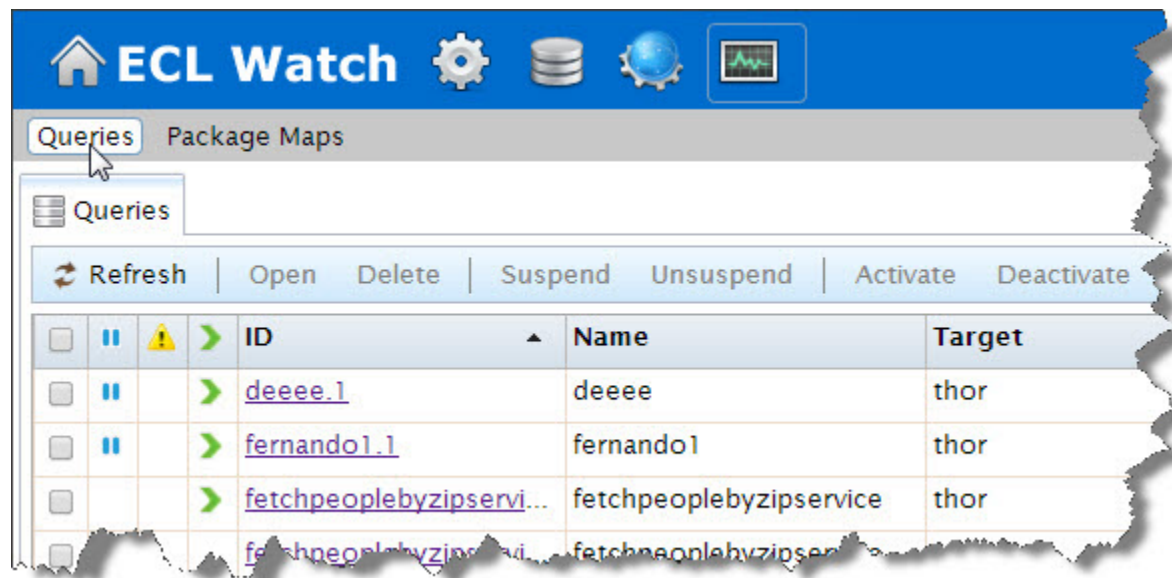 ECL Watch
Queries Package Maps
Queries
Refresh Open Delete Suspend Unsuspend Activate Deactivate
ID Name Target
deeee.1 deeee thor
fernando1.1 fernando1 thor
fetchpeoplebyzipservi... fetchpeoplebyzipservice thor